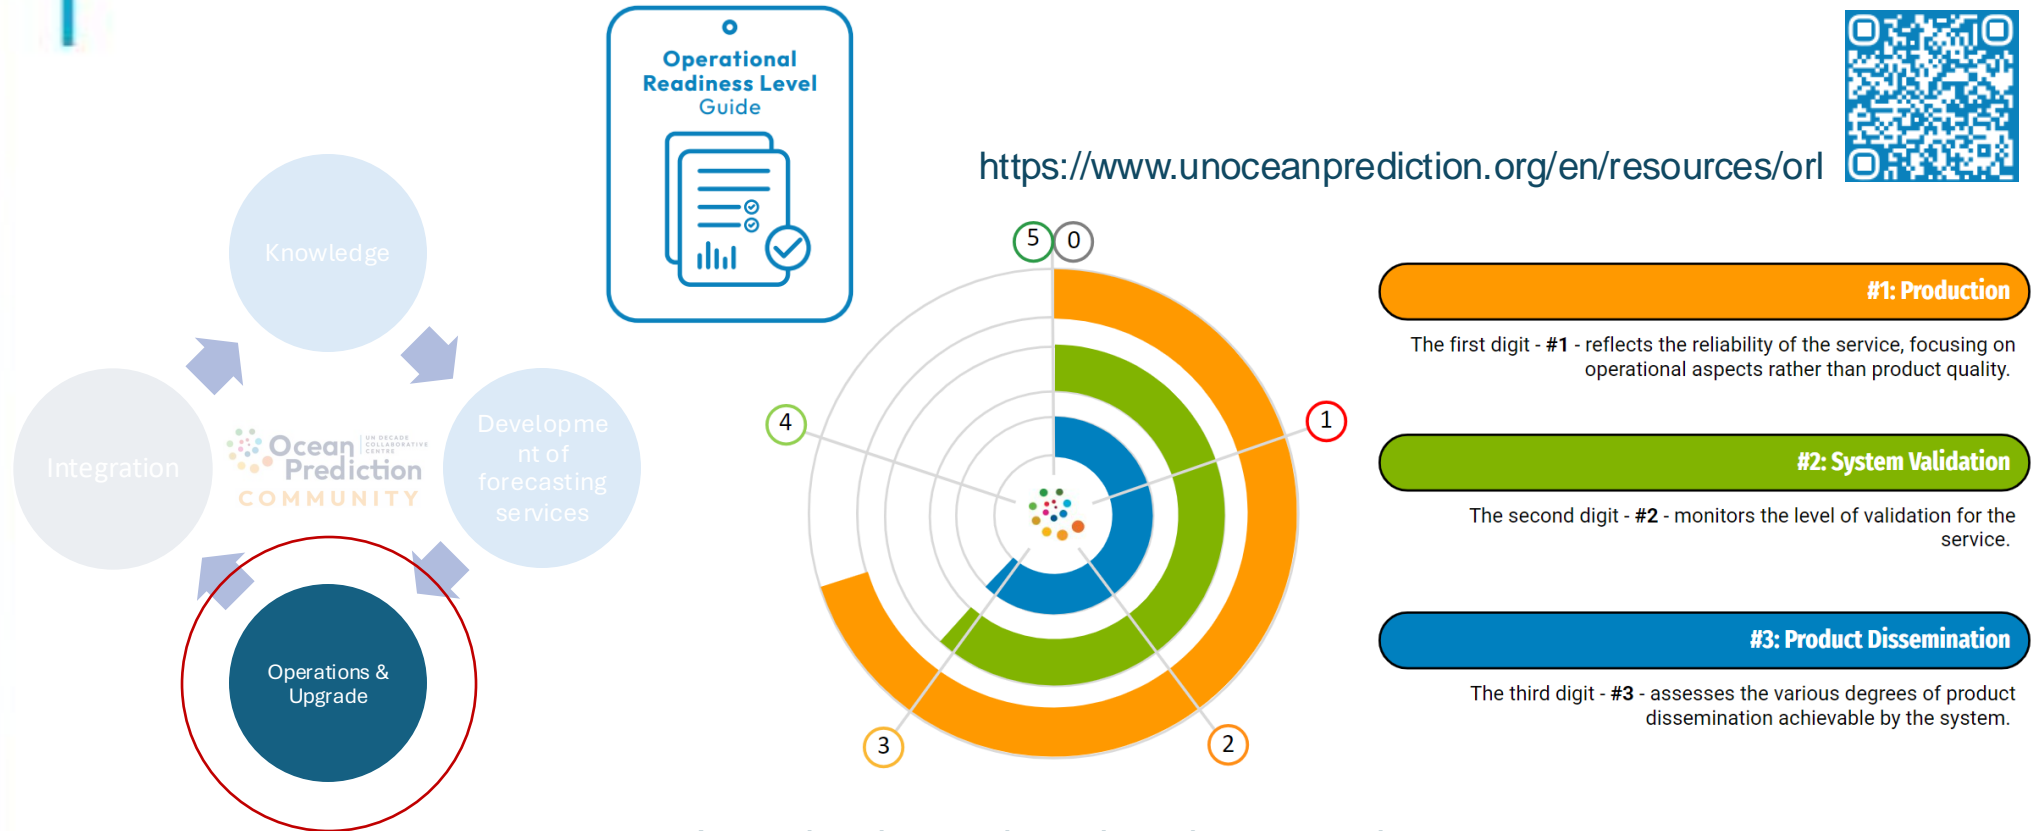 Operational
Readiness Level
Guide
https://www.unoceanprediction.org/en/resources/orl
Knowledge
Developme
nt of
forecasting
services
Integration
Ocean
Prediction
UN DECADE
COLLABORATIVE
CENTRE
COMMUNITY
Operations &
Upgrade
5
0
1
2
3
4
#1: Production
The first digit - #1 - reflects the reliability of the service, focusing on
operational aspects rather than product quality.
#2: System Validation
The second digit - #2 - monitors the level of validation for the
service.
#3: Product Dissemination
The third digit - #3 - assesses the various degrees of product
dissemination achievable by the system.